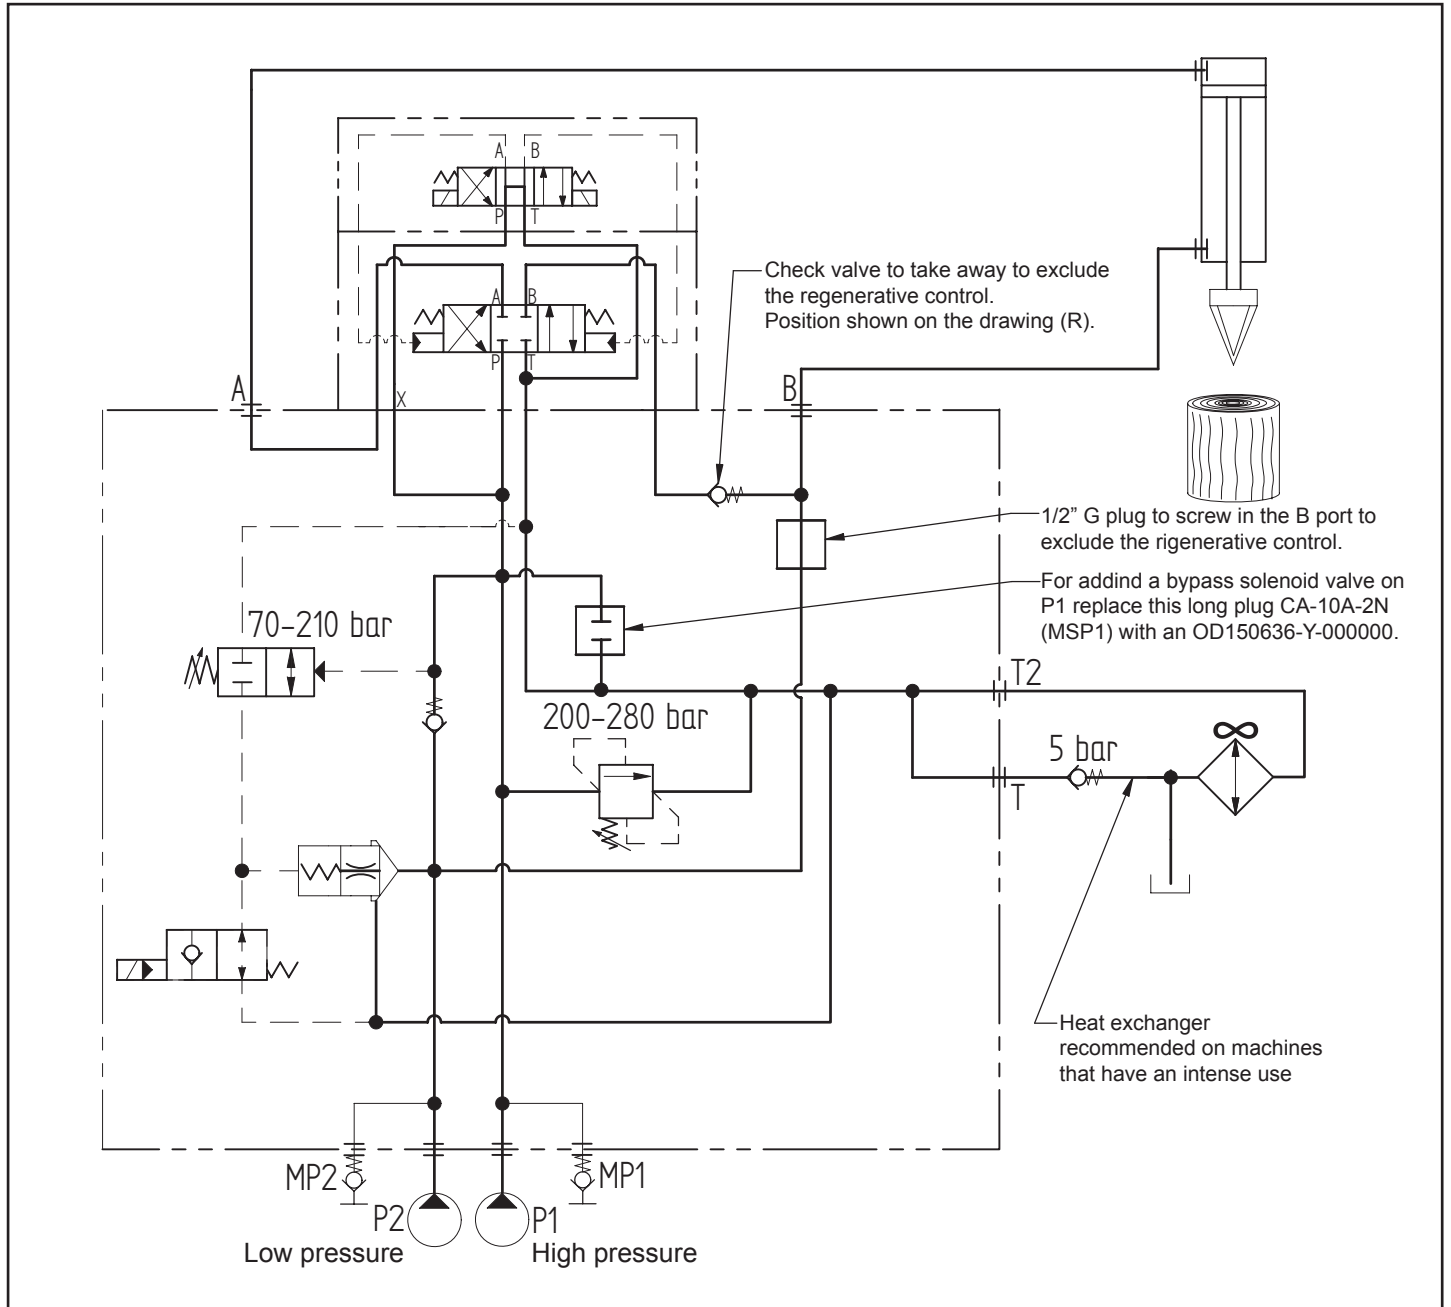 A B
P T
A B
P T
A
X
B
Check valve to take away to exclude
the regenerative control.
Position shown on the drawing (R).
1/2” G plug to screw in the B port to
exclude the rigenerative control.
For addind a bypass solenoid valve on
P1 replace this long plug CA-10A-2N
(MSP1) with an OD150636-Y-000000.
70-210 bar
200-280 bar
T2
5 bar
T
Heat exchanger
recommended on machines
that have an intense use
MP2
MP1
P2
P1
Low pressure
High pressure